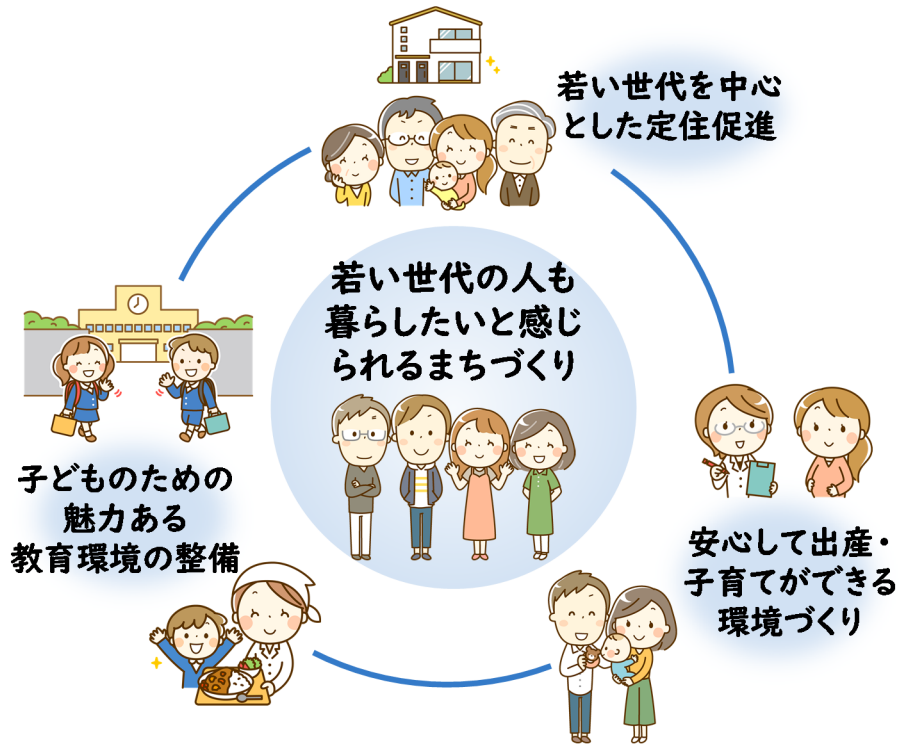 若い世代を中心
とした定住促進
若い世代の人も
暮らしたいと感じ
られるまちづくり
子どものための
魅力ある
教育環境の整備
安心して出産・
子育てができる
環境づくり